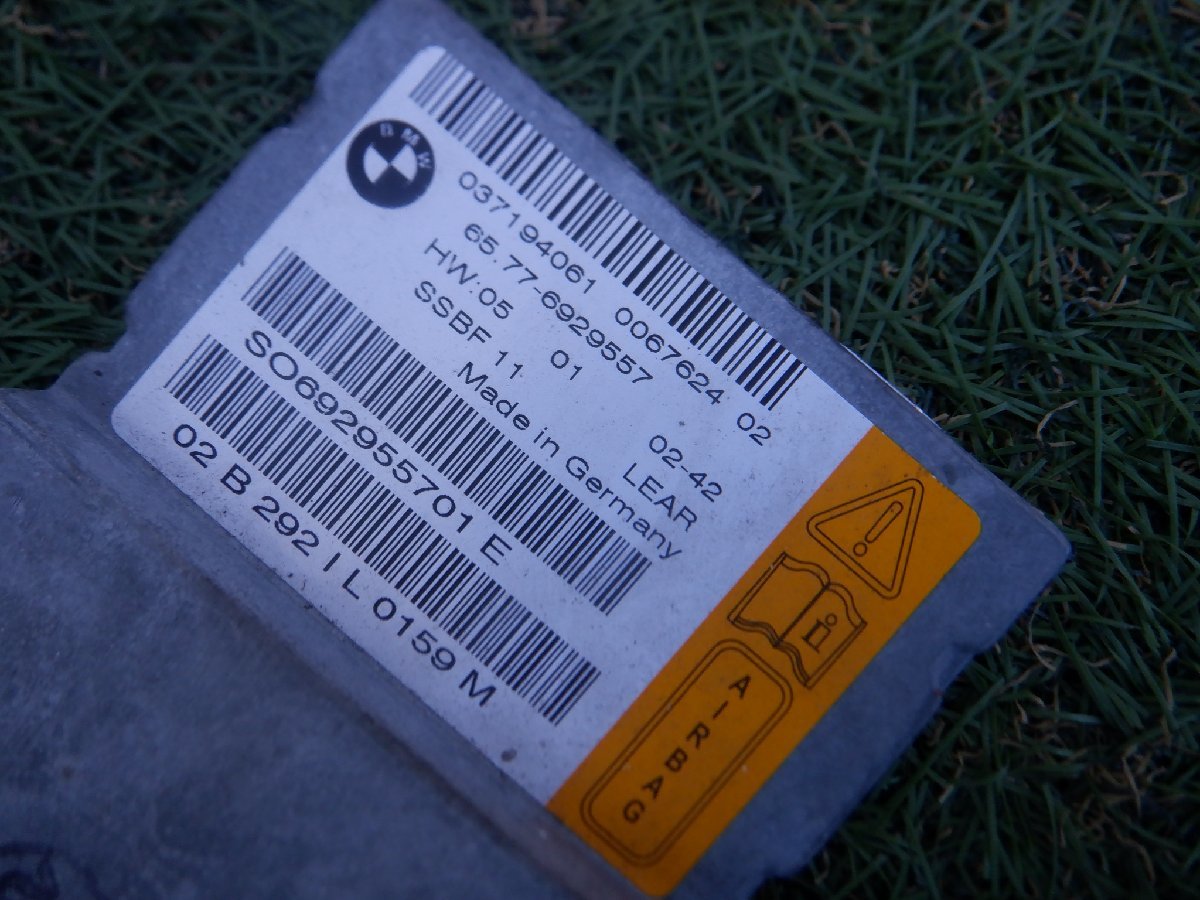 BMW
037194061 0067624 02
65.77-6929557
HW:05 01 02-42
SSBF 11 LEAR
Made in Germany
SO692955701 E
02 B 292 I L 0159 M
AIRBAG